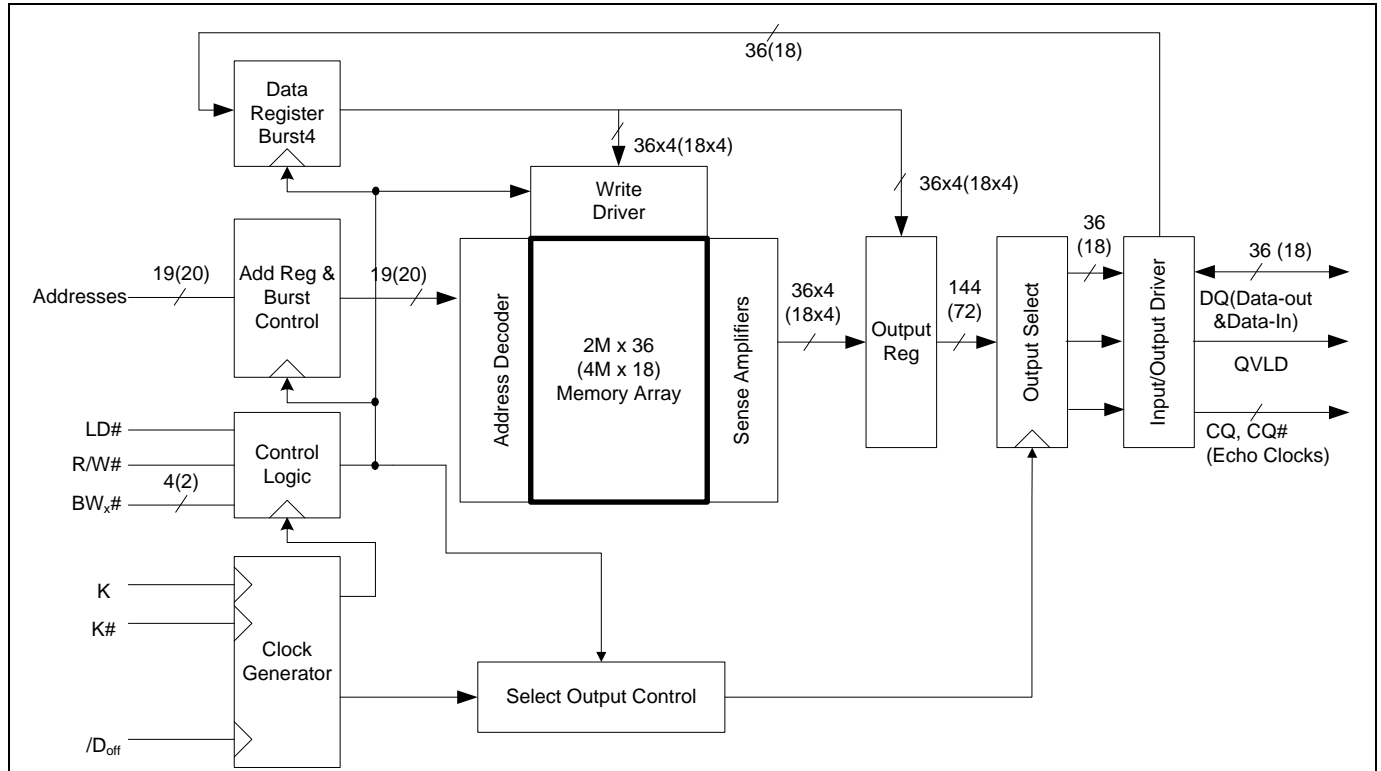 36(18)
Data
Register
Burst4
36x4(18x4)
36x4(18x4)
Write
Driver
Addresses
19(20)
Add Reg &
Burst
Control
19(20)
Address Decoder
2M x 36
(4M x 18)
Memory Array
Sense Amplifiers
36x4
(18x4)
Output
Reg
144
(72)
Output Select
36
(18)
Input/Output Driver
36 (18)
DQ(Data-out
&Data-In)
QVLD
CQ, CQ#
(Echo Clocks)
LD#
R/W#
BWx#
4(2)
Control
Logic
K
K#
/Doff
Clock
Generator
Select Output Control